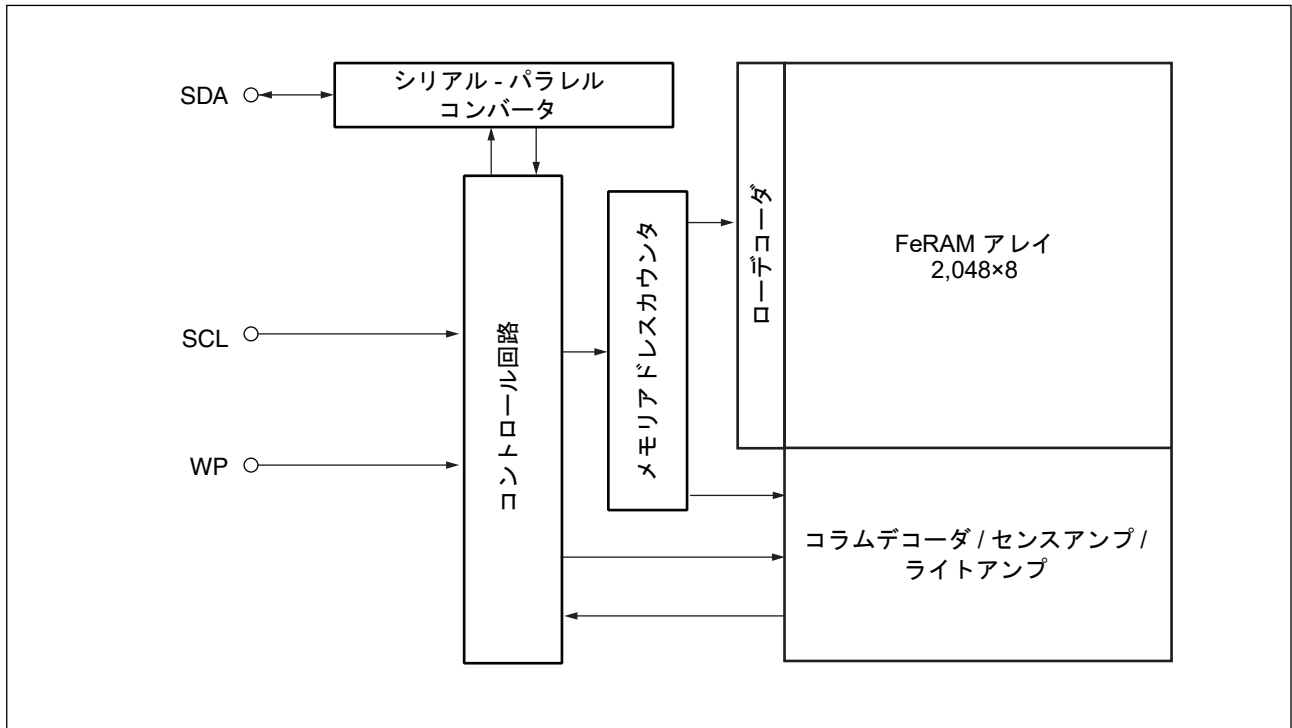 シリアル - パラレル
コンバータ
SDA
ローデコーダ
FeRAM アレイ
2,048×8
メモリアドレスカウンタ
コントロール回路
SCL
WP
コラムデコーダ / センスアンプ /
ライトアンプ